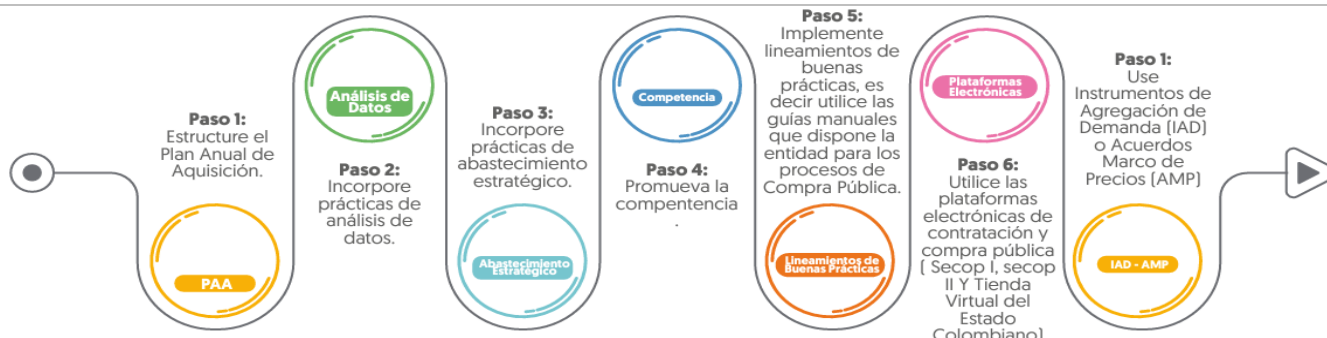 Paso 1:
Estructure el
Plan Anual de
Aquisición.
PAA
Análisis de
Datos
Paso 2:
Incorpore
prácticas de
análisis de
datos.
Paso 3:
Incorpore
prácticas de
abastecimiento
estratégico.
Abastecimiento
Estratégico
Competencia
Paso 4:
Promueva la
compentencia
.
Paso 5:
Implemente
lineamientos de
buenas
prácticas, es
decir utilice las
guías manuales
que dispone la
entidad para los
procesos de
Compra Pública.
Lineamientos de
Buenas Prácticas
Plataformas
Electrónicas
Paso 6:
Utilice las
plataformas
electrónicas de
contratación y
compra pública
( Secop I, secop
II Y Tienda
Virtual del
Estado
Colombiano)
Paso 1:
Use
Instrumentos de
Agregación de
Demanda (IAD)
o Acuerdos
Marco de
Precios (AMP)
IAD - AMP